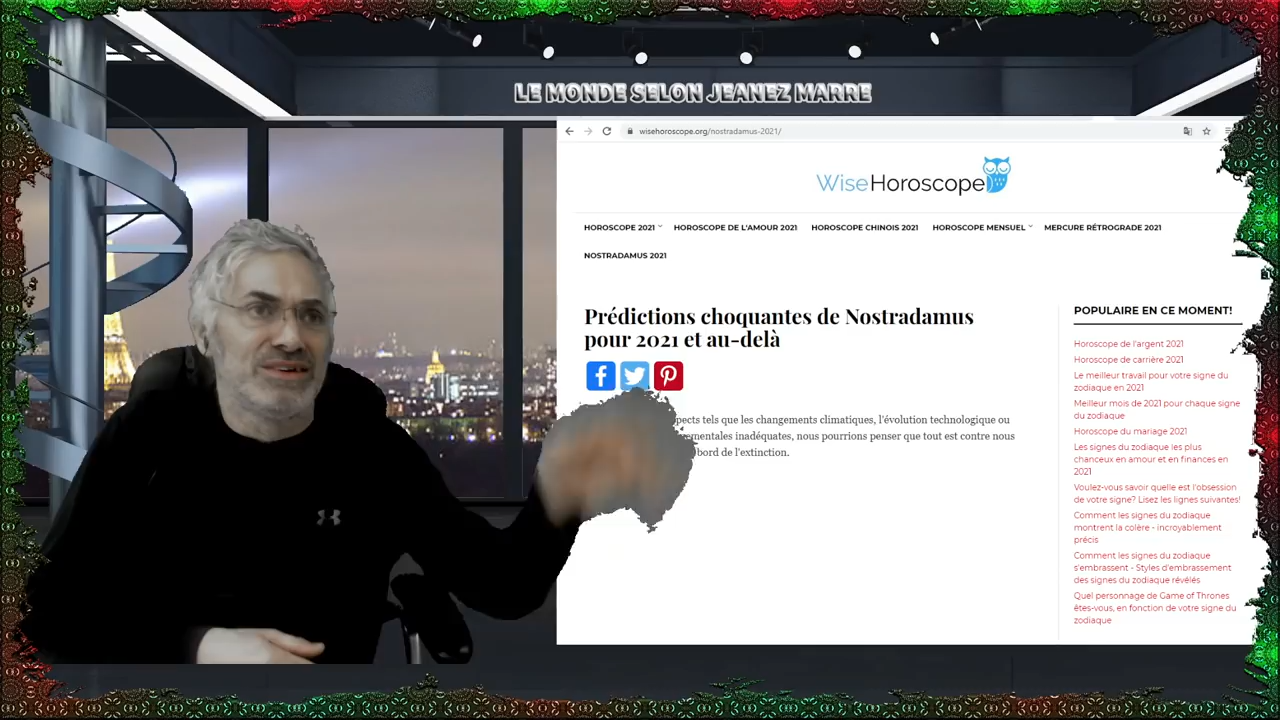 LE MONDE SELON JEANEZ MARRE
wisehoroscope.org/nostradamus-2021/
WiseHoroscope
HOROSCOPE 2021 HOROSCOPE DE L'AMOUR 2021 HOROSCOPE CHINOIS 2021 HOROSCOPE MENSUEL MERCURE RÉTROGRADE 2021
NOSTRADAMUS 2021
Prédictions choquantes de Nostradamus
pour 2021 et au-delà
tels que les changements climatiques, l'évolution technologique ou
inadéquates, nous pourrions penser que tout est contre nous
bord de l'extinction.
POPULAIRE EN CE MOMENT!
Horoscope de l'argent 2021
Horoscope de carrière 2021
Le meilleur travail pour votre signe du
zodiaque en 2021
Meilleur mois de 2021 pour chaque signe
du zodiaque
Horoscope du mariage 2021
Les signes du zodiaque les plus
chanceux en amour et en finances en
2021
Voulez-vous savoir quelle est l'obsession
de votre signe? Lisez les lignes suivantes!
Comment les signes du zodiaque
montrent la colère - incroyablement
précis
Comment les signes du zodiaque
s'embrassent - Styles d'embrassement
des signes du zodiaque révélés
Quel personnage de Game of Thrones
êtes-vous, en fonction de votre signe du
zodiaque